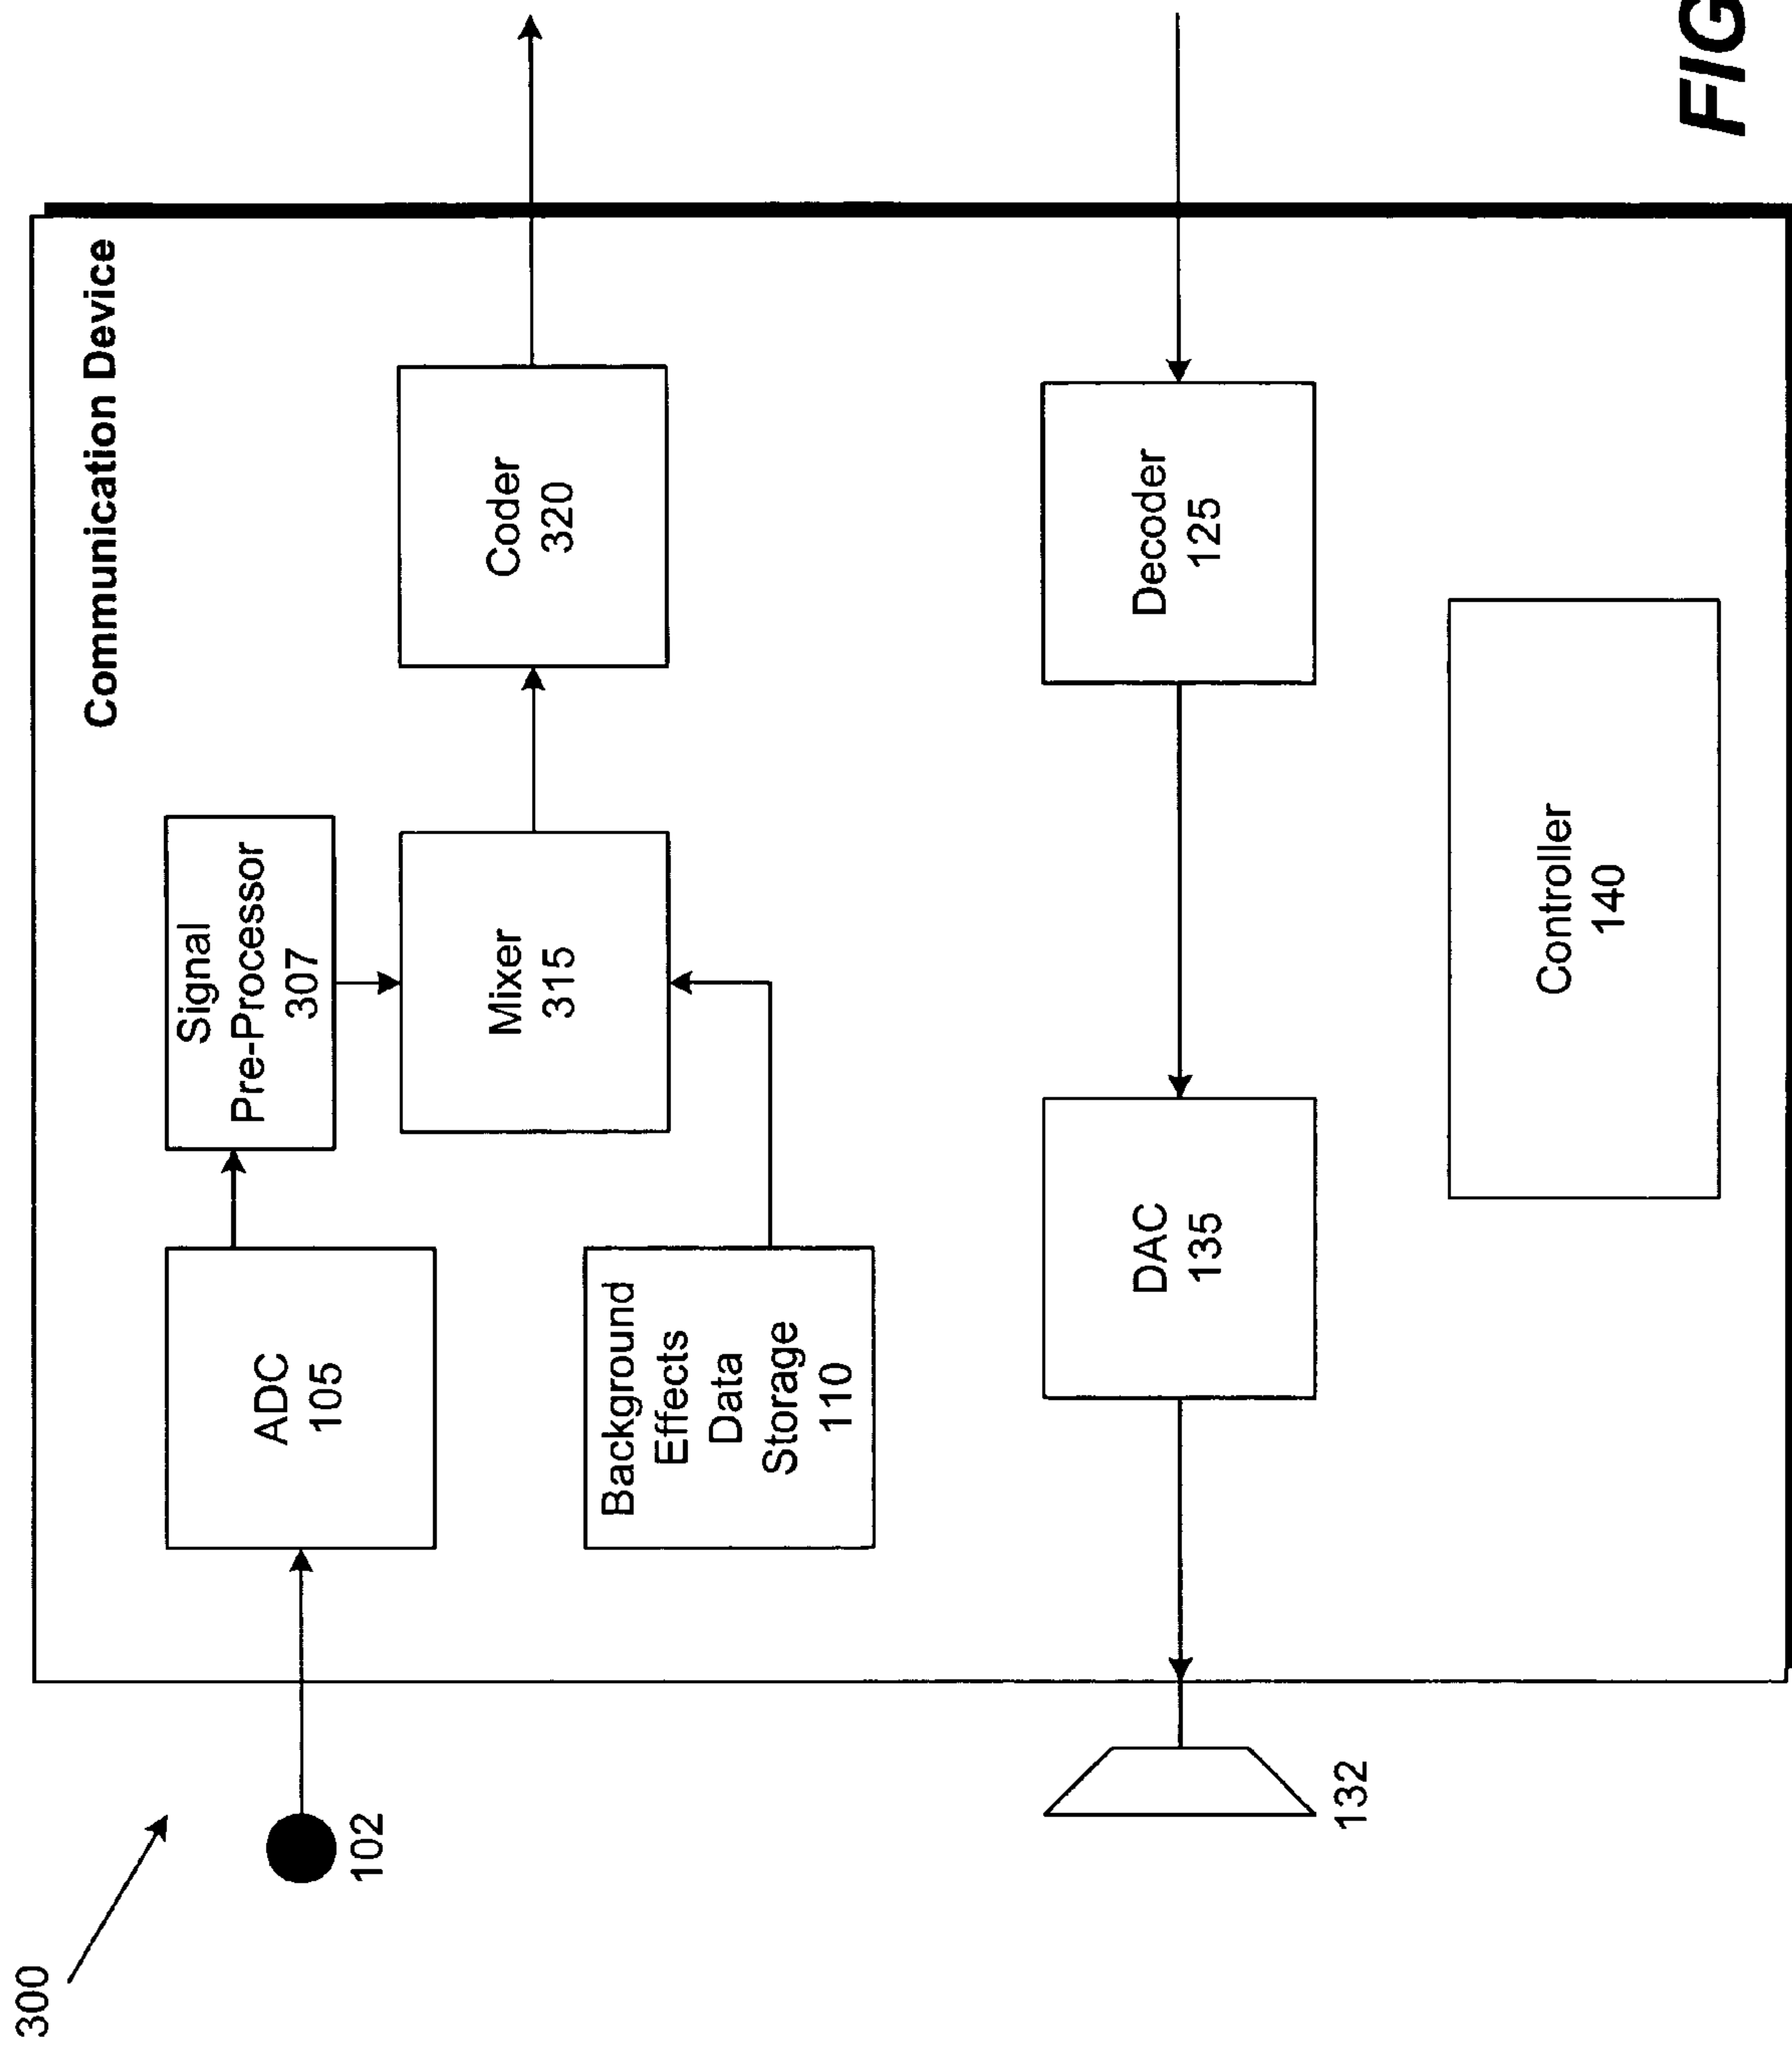 300
Communication Device
102
ADC
105
Signal
Pre-Processor
307
Mixer
315
Coder
320
Background
Effects
Data
Storage
110
132
DAC
135
Decoder
125
Controller
140
FIG